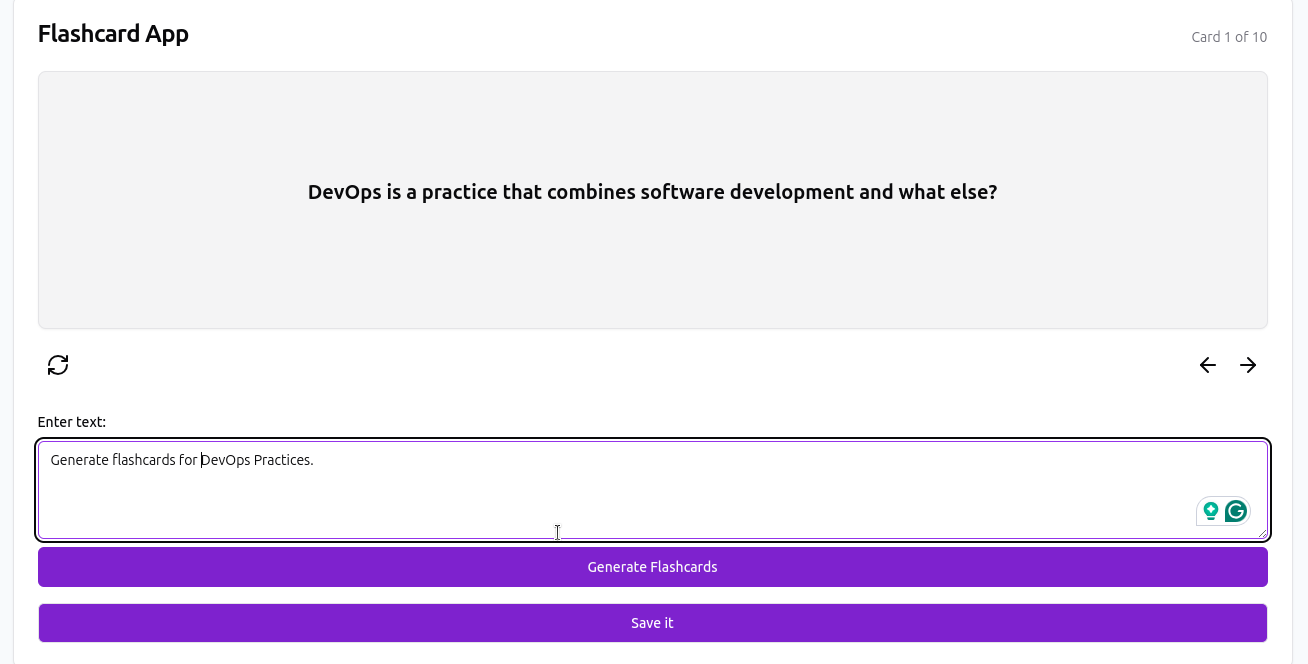 Flashcard App
Card 1 of 10
DevOps is a practice that combines software development and what else?
Enter text:
Generate flashcards for DevOps Practices.
Generate Flashcards
Save it